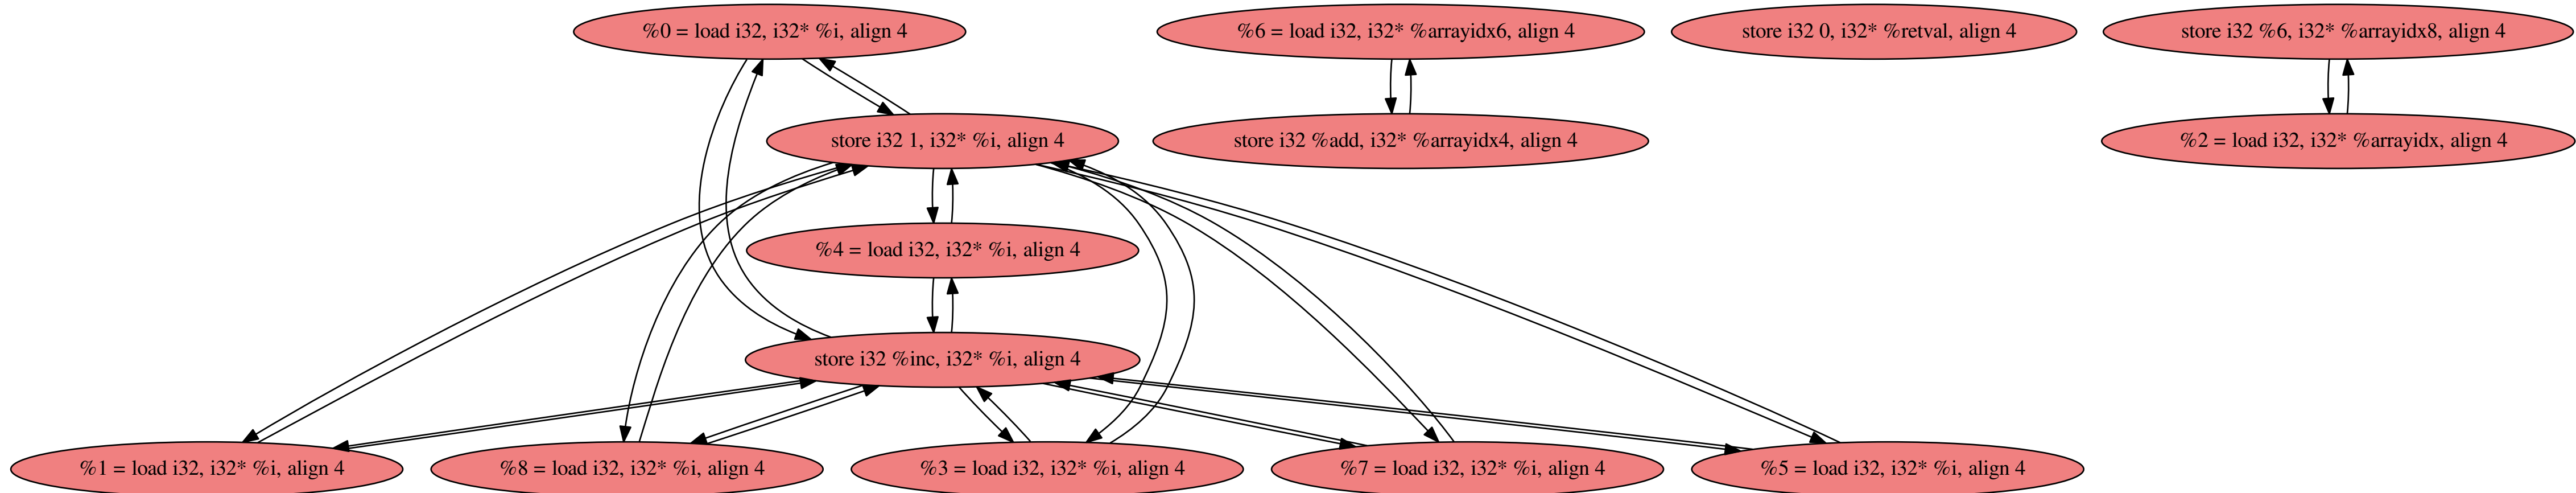 %0 = load i32, i32* %i, align 4
%6 = load i32, i32* %arrayidx6, align 4
store i32 0, i32* %retval, align 4
store i32 %6, i32* %arrayidx8, align 4
store i32 1, i32* %i, align 4
store i32 %add, i32* %arrayidx4, align 4
%2 = load i32, i32* %arrayidx, align 4
%4 = load i32, i32* %i, align 4
store i32 %inc, i32* %i, align 4
%1 = load i32, i32* %i, align 4
%8 = load i32, i32* %i, align 4
%3 = load i32, i32* %i, align 4
%7 = load i32, i32* %i, align 4
%5 = load i32, i32* %i, align 4